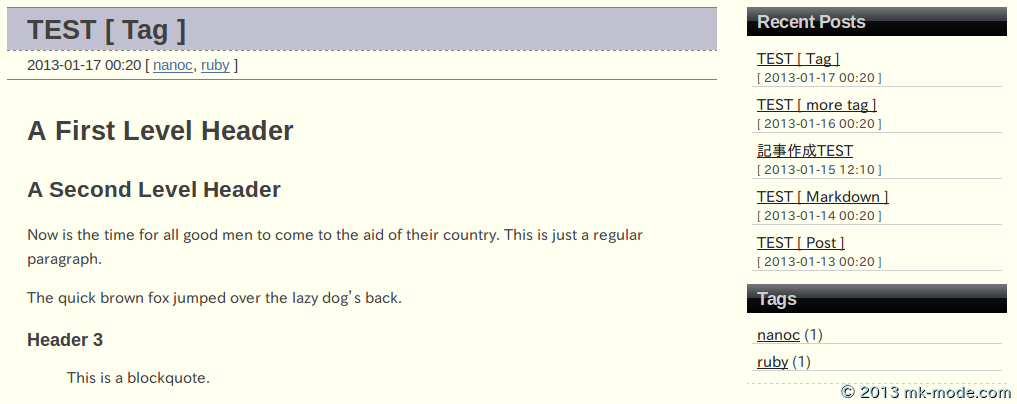 TEST [ Tag ]
2013-01-17 00:20 [ nanoc, ruby ]
A First Level Header
A Second Level Header
Now is the time for all good men to come to the aid of their country. This is just a regular
paragraph.
The quick brown fox jumped over the lazy dog’s back.
Header 3
This is a blockquote.
Recent Posts
TEST [ Tag ]
[ 2013-01-17 00:20 ]
TEST [ more tag ]
[ 2013-01-16 00:20 ]
記事作成TEST
[ 2013-01-15 12:10 ]
TEST [ Markdown ]
[ 2013-01-14 00:20 ]
TEST [ Post ]
[ 2013-01-13 00:20 ]
Tags
nanoc (1)
ruby (1)
© 2013 mk-mode.com